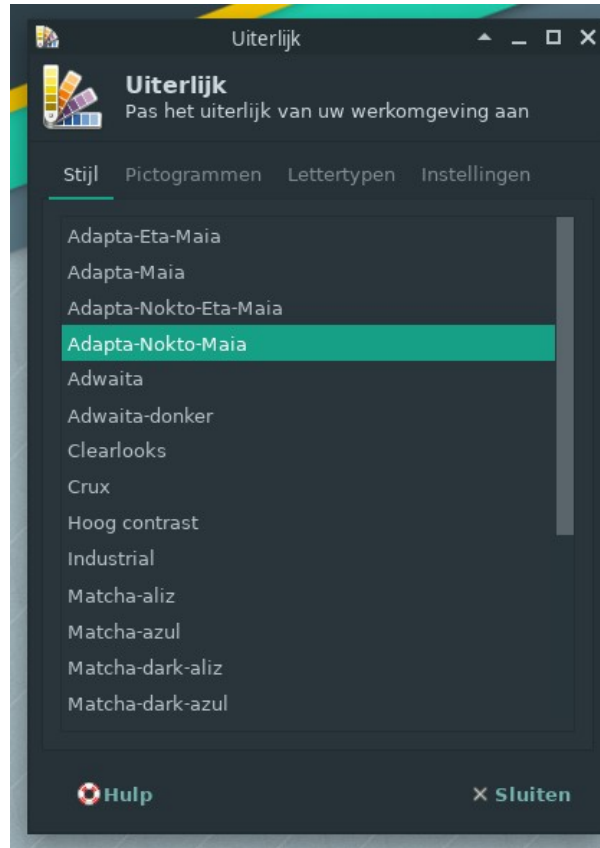 Uiterlijk
Uiterlijk
Pas het uiterlijk van uw werkomgeving aan
Stijl Pictogrammen Lettertypen Instellingen
Adapta-Eta-Maia
Adapta-Maia
Adapta-Nokto-Eta-Maia
Adapta-Nokto-Maia
Adwaita
Adwaita-donker
Clearlooks
Crux
Hoog contrast
Industrial
Matcha-aliz
Matcha-azul
Matcha-dark-aliz
Matcha-dark-azul
Hulp Sluiten